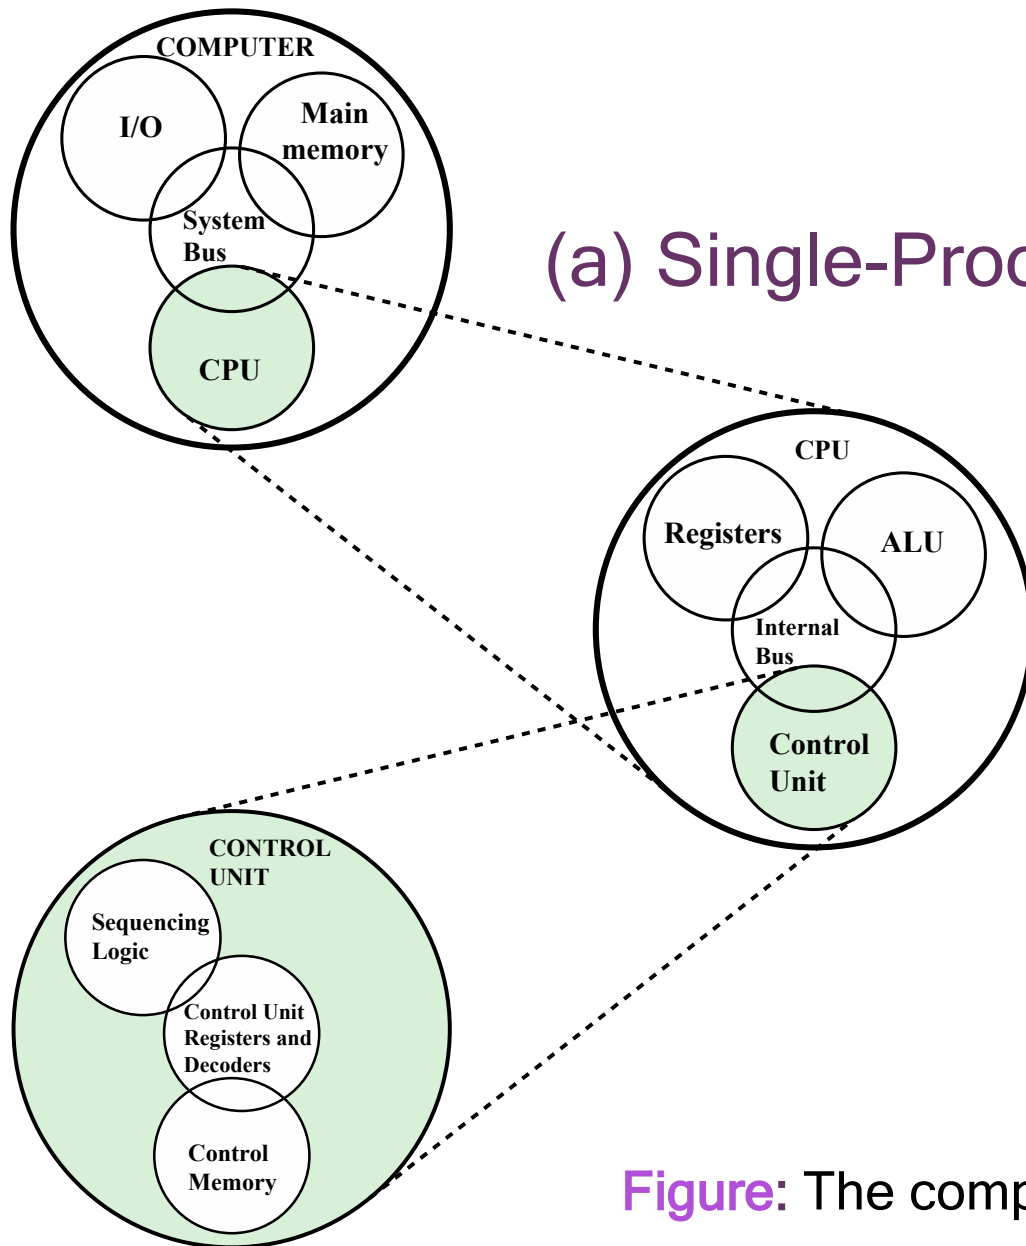 COMPUTER
I/O
Main
memory
System
Bus
CPU
(a) Single-Proc
CPU
Registers
ALU
Internal
Bus
Control
Unit
CONTROL
UNIT
Sequencing
Logic
Control Unit
Registers and
Decoders
Control
Memory
Figure: The comp